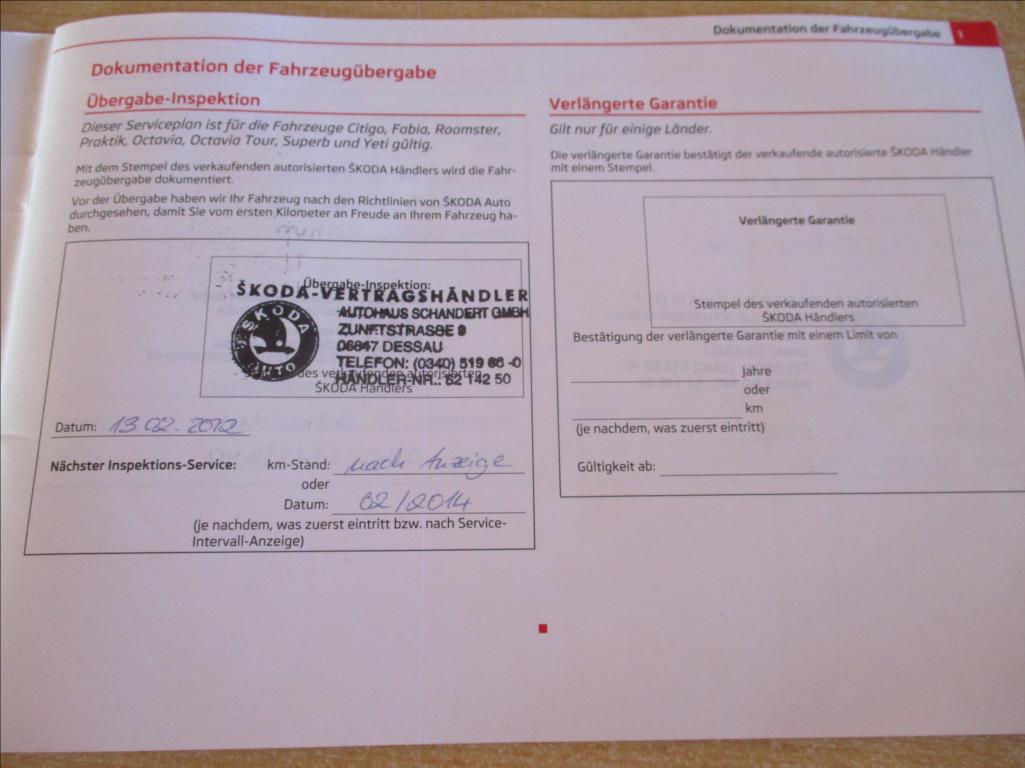 Dokumentation der Fahrzeugübergabe 1
Dokumentation der Fahrzeugübergabe
Übergabe-Inspektion
Dieser Serviceplan ist für die Fahrzeuge Citigo, Fabia, Roomster,
Praktik, Octavia, Octavia Tour, Superb und Yeti gültig.
Mit dem Stempel des verkaufenden autorisierten ŠKODA Händlers wird die Fahr-
zeugübergabe dokumentiert.
Vor der Übergabe haben wir Ihr Fahrzeug nach den Richtlinien von ŠKODA Auto
durchgesehen, damit Sie vom ersten Kilometer an Freude an Ihrem Fahrzeug ha-
ben.
Übergabe-Inspektion:
ŠKODA-VERTRAGSHÄNDLER
AUTOHAUS SCHANDERT GMBH
ZUNFTSTRASSE 9
06847 DESSAU
TELEFON: (0340) 519 66 -0
HÄNDLER-NR.: 62 142 50
ŠKODA
AUTO
des verkaufenden autorisierten
ŠKODA Händlers
Datum: 13.02.2012
Nächster Inspektions-Service: km-Stand: nach Anzeige
oder
Datum: 02/2014
(je nachdem, was zuerst eintritt bzw. nach Service-
Intervall-Anzeige)
Verlängerte Garantie
Gilt nur für einige Länder.
Die verlängerte Garantie bestätigt der verkaufende autorisierte ŠKODA Händler
mit einem Stempel.
Verlängerte Garantie
Stempel des verkaufenden autorisierten
ŠKODA Händlers
Bestätigung der verlängerten Garantie mit einem Limit von
Jahre
oder
km
(je nachdem, was zuerst eintritt)
Gültigkeit ab: